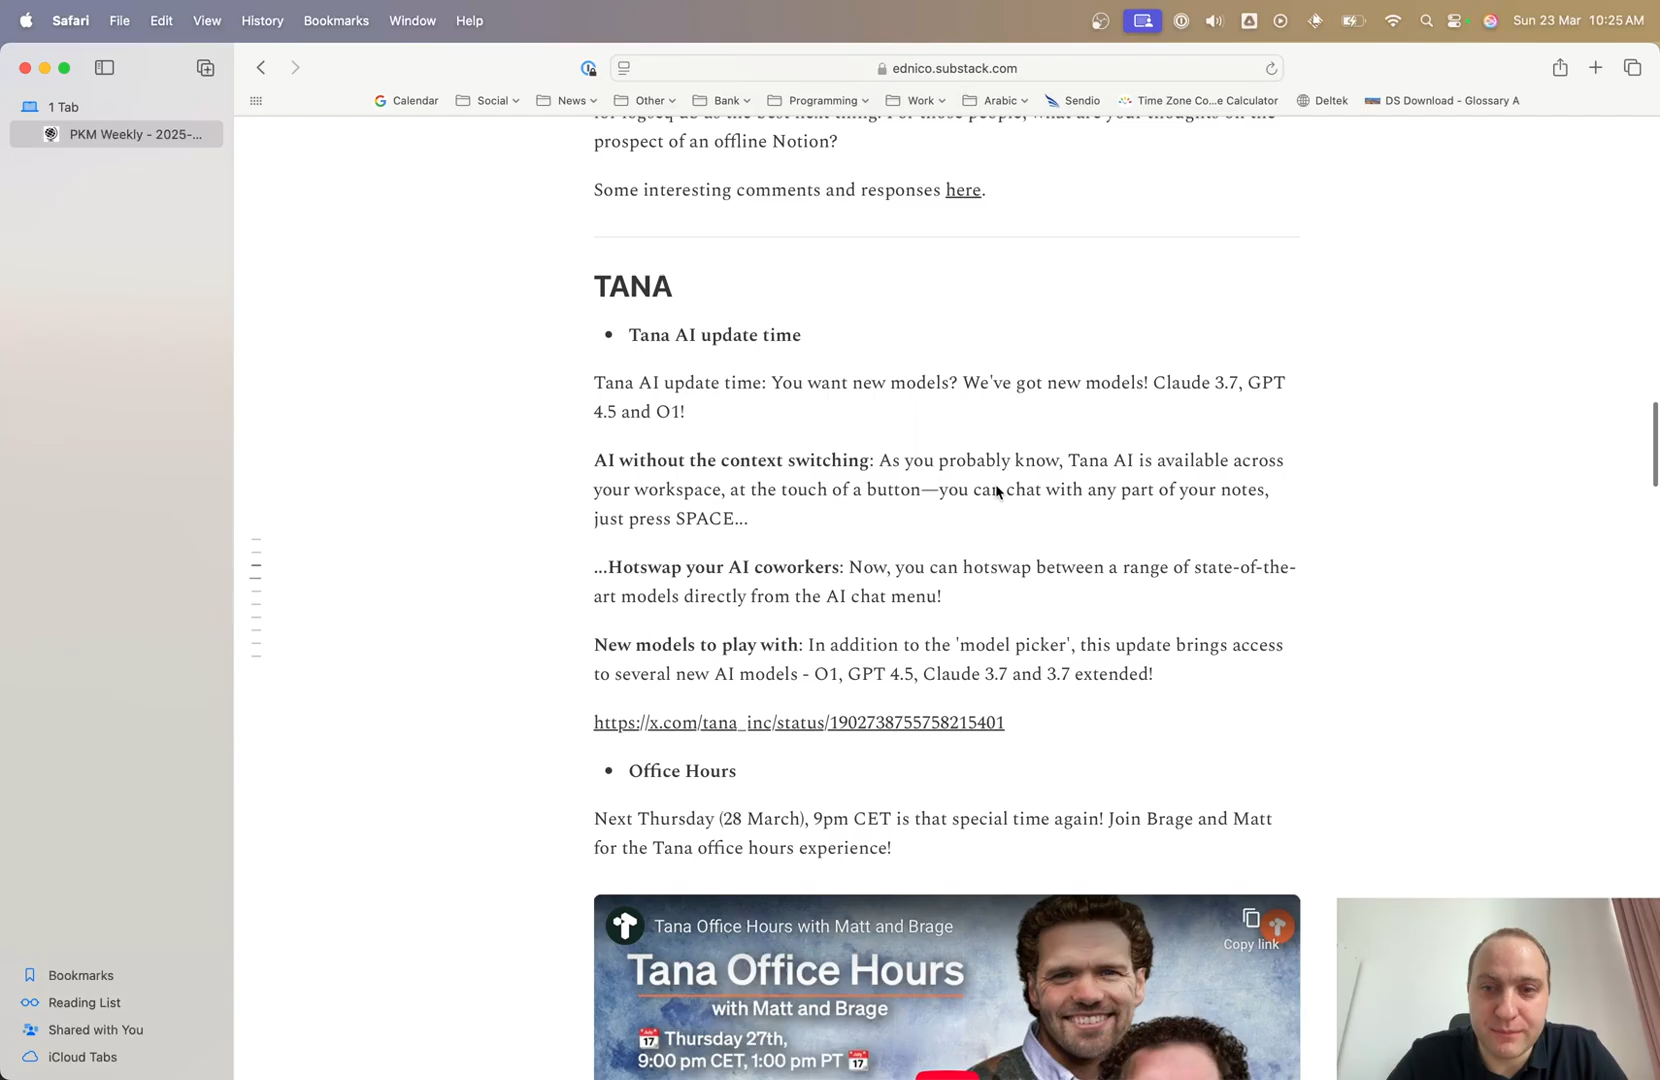 Safari File Edit View History Bookmarks Window Help Sun 23 Mar 10:25 AM
ednico.substack.com
1 Tab
Calendar Social News Other Bank Programming Work Arabic Sendio Time Zone Co...e Calculator Deltek DS Download - Glossary A
PKM Weekly - 2025-...
prospect of an offline Notion?
Some interesting comments and responses here.
TANA
• Tana AI update time
Tana AI update time: You want new models? We've got new models! Claude 3.7, GPT
4.5 and O1!
AI without the context switching: As you probably know, Tana AI is available across
your workspace, at the touch of a button—you can chat with any part of your notes,
just press SPACE...
...Hotswap your AI coworkers: Now, you can hotswap between a range of state-of-the-
art models directly from the AI chat menu!
New models to play with: In addition to the 'model picker', this update brings access
to several new AI models - O1, GPT 4.5, Claude 3.7 and 3.7 extended!
https://x.com/tana_inc/status/1902738755758215401
• Office Hours
Next Thursday (28 March), 9pm CET is that special time again! Join Brage and Matt
for the Tana office hours experience!
Tana Office Hours with Matt and Brage
Copy link
Tana Office Hours
with Matt and Brage
Thursday 27th,
9:00 pm CET, 1:00 pm PT
Bookmarks
Reading List
Shared with You
iCloud Tabs